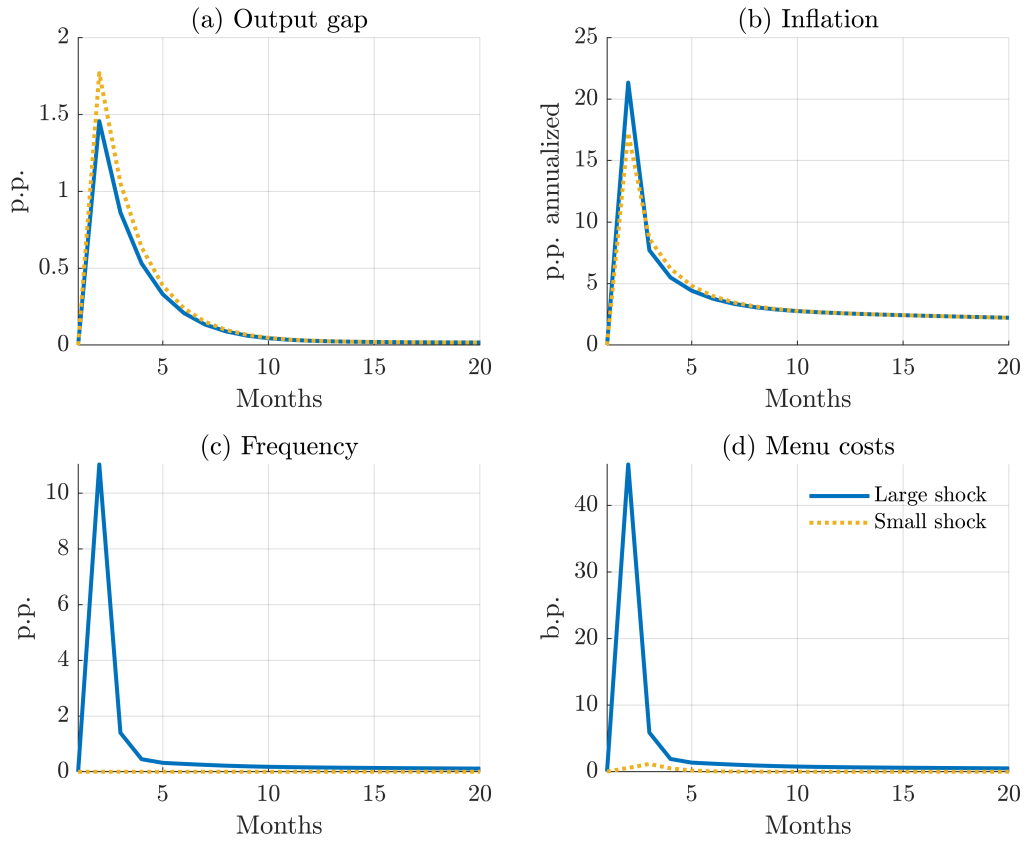 (a) Output gap
2
1.5
1
0.5
0
p.p.
5 10 15 20
Months
(b) Inflation
25
20
15
10
5
0
p.p. annualized
5 10 15 20
Months
(c) Frequency
10
8
6
4
2
0
p.p.
5 10 15 20
Months
(d) Menu costs
40
30
20
10
0
b.p.
Large shock
Small shock
5 10 15 20
Months